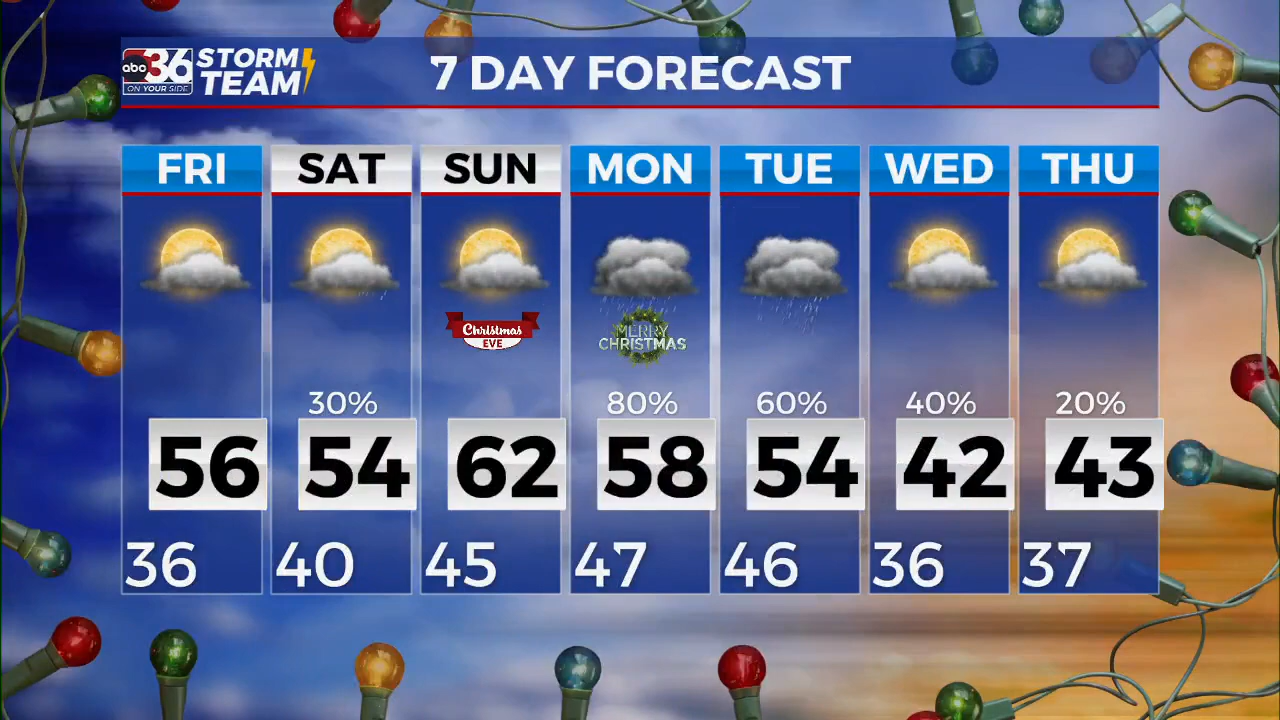 abc 36
ON YOUR SIDE
STORM
TEAM
7 DAY FORECAST
FRI SAT SUN MON TUE WED THU
Christmas
EVE
MERRY
CHRISTMAS
30% 80% 60% 40% 20%
56 54 62 58 54 42 43
36 40 45 47 46 36 37